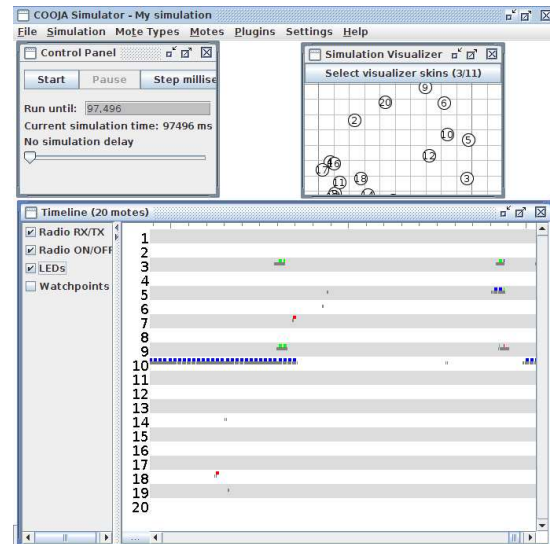 COOJA Simulator - My simulation
File Simulation Mote Types Motes Plugins Settings Help
Control Panel
Start Pause Step millise
Run until: 97,496
Current simulation time: 97496 ms
No simulation delay
Simulation Visualizer
Select visualizer skins (3/11)
9
20
6
2
10
5
12
16
17
11
18
3
Timeline (20 motes)
Radio RX/TX
Radio ON/OFF
LEDs
Watchpoints
1
2
3
4
5
6
7
8
9
10
11
12
13
14
15
16
17
18
19
20
...